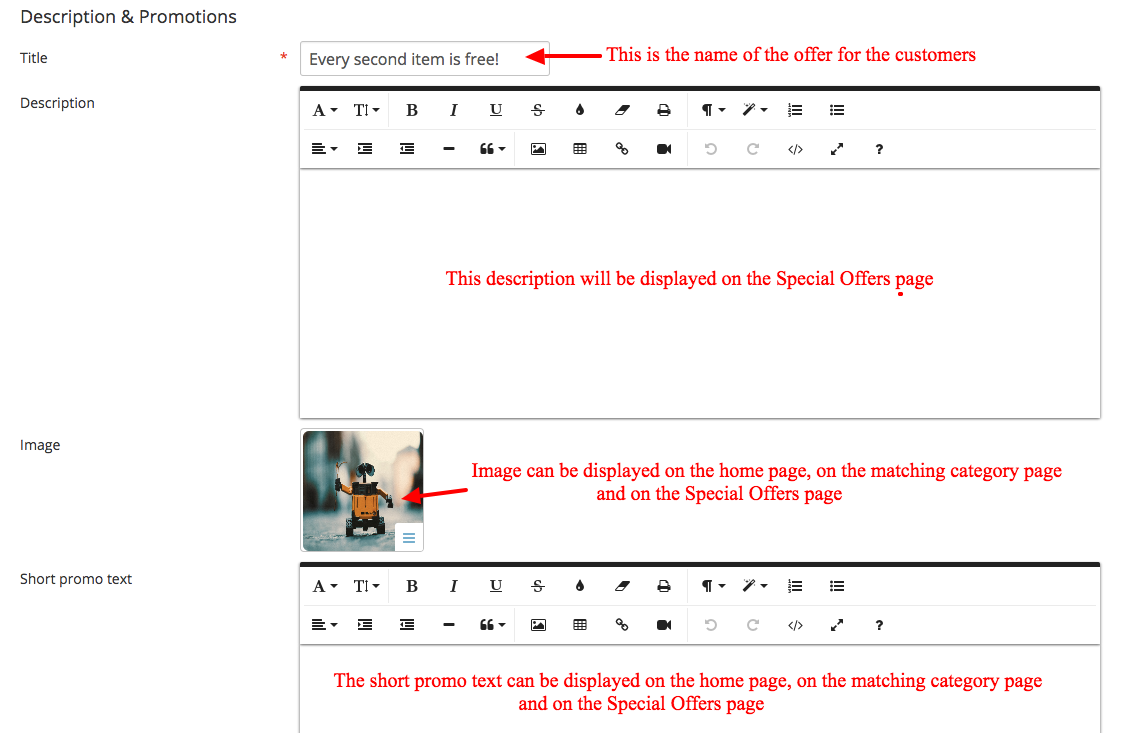 Description & Promotions
Title
*
Every second item is free!
This is the name of the offer for the customers
Description
A
T
B I U S
¶
</>
?
This description will be displayed on the Special Offers page
Image
Image can be displayed on the home page, on the matching category page
and on the Special Offers page
Short promo text
A
T
B I U S
¶
</>
?
The short promo text can be displayed on the home page, on the matching category page
and on the Special Offers page